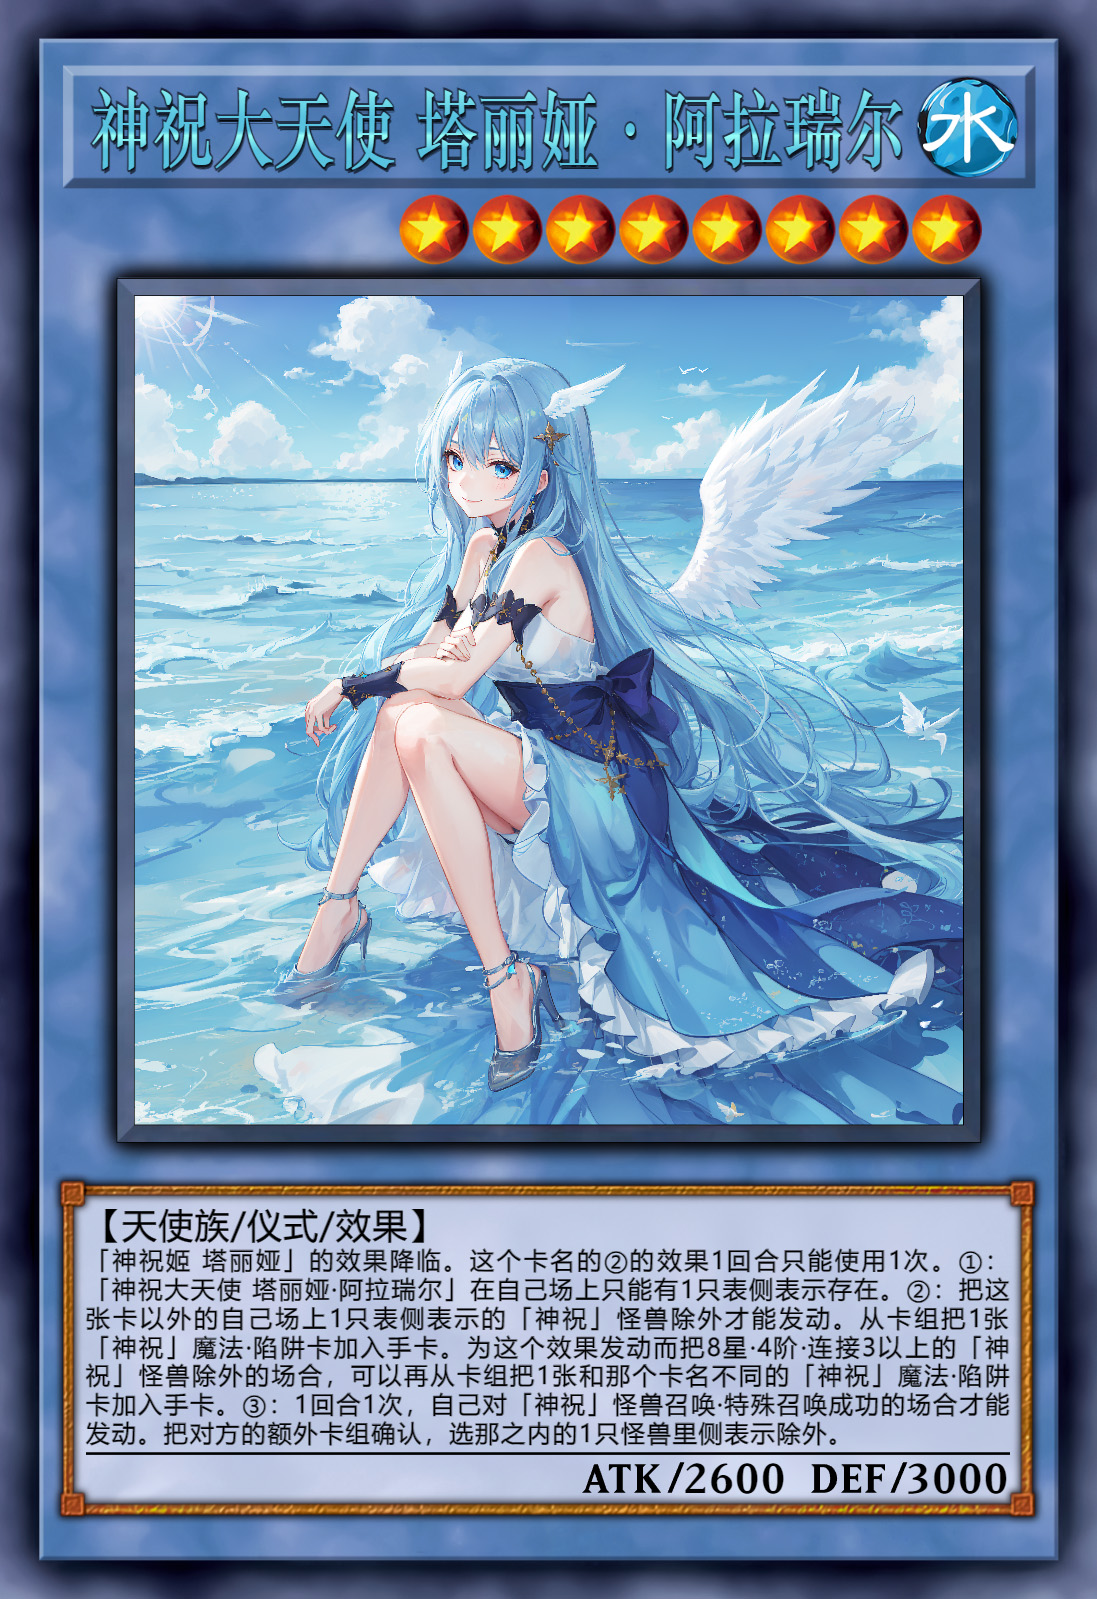 神祝大天使 塔丽娅·阿拉瑞尔
水
【天使族/仪式/效果】
「神祝姬 塔丽娅」的效果降临。这个卡名的②的效果1回合只能使用1次。①：
「神祝大天使 塔丽娅·阿拉瑞尔」在自己场上只能有1只表侧表示存在。②：把这
张卡以外的自己场上1只表侧表示的「神祝」怪兽除外才能发动。从卡组把1张
「神祝」魔法·陷阱卡加入手卡。为这个效果发动而把8星·4阶·连接3以上的「神
祝」怪兽除外的场合，可以再从卡组把1张和那个卡名不同的「神祝」魔法·陷阱
卡加入手卡。③：1回合1次，自己对「神祝」怪兽召唤·特殊召唤成功的场合才能
发动。把对方的额外卡组确认，选那之内的1只怪兽里侧表示除外。
ATK/2600 DEF/3000